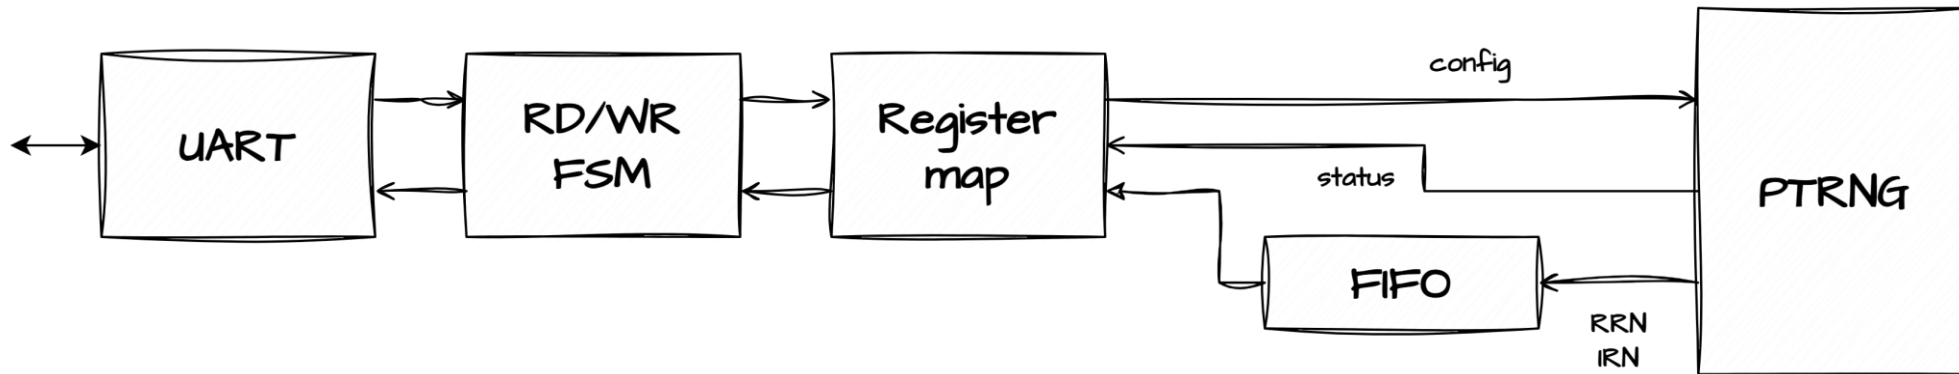 UART
RD/WR
FSM
Register
map
config
status
FIFO
RRN
IRN
PTRNG